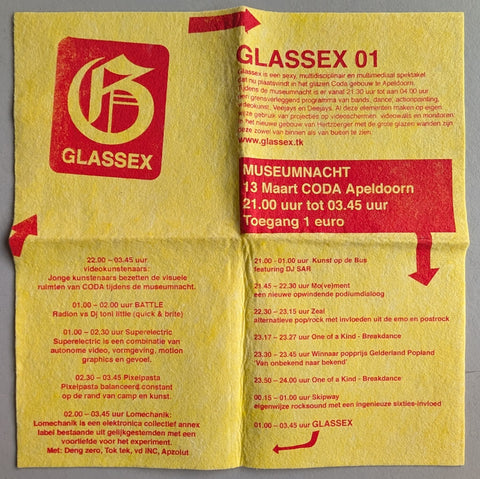 G
GLASSEX
GLASSEX 01
Glassex is een sexy, multidisciplinair en multimediaal spektakel
dat nu plaatsvindt in het glazen Coda gebouw te Apeldoorn.
Tijdens de museumnacht is er vanaf 21.30 uur tot aan 04.00 uur
een grensverleggend programma van bands, dance, actionpainting,
videokunst, Veejays en Deejays. Al deze elementen maken op eigen
wijze gebruik van projecties op videoschermen, videowalls en monitoren
in het nieuwe gebouw van Hertzberger met de grote glazen wanden zijn
deze zowel van binnen als van buiten te zien.
www.glassex.tk
MUSEUMNACHT
13 Maart CODA Apeldoorn
21.00 uur tot 03.45 uur
Toegang 1 euro
22.00 – 03.45 uur
videokunstenaars:
Jonge kunstenaars bezetten de visuele
ruimten van CODA tijdens de museumnacht.
01.00 – 02.00 uur BATTLE
Radion vs Dj toni little (quick & brite)
01.00 – 02.30 uur Superelectric
Superelectric is een combinatie van
autonome video, vormgeving, motion
graphics en gevoel.
02.30 – 03.45 Pixelpasta
Pixelpasta balanceerd constant
op de rand van camp en kunst.
02.00 – 03.45 uur Lomechanik:
Lomechanik is een elektronica collectief annex
label bestaande uit gelijkgestemden met een
voorliefde voor het experiment.
Met: Deng zero, Tok tek, vd INC, Apzolut
21.00 - 01.00 uur Kunst op de Bus
featuring DJ SAR
21.45 – 22.30 uur Mo(ve)ment
een nieuwe opwindende podiumdialoog
22,30 – 23.15 uur Zeal
alternatieve pop/rock met invloeden uit de emo en postrock
23.17 – 23.27 uur One of a Kind - Breakdance
23.30 – 23.45 uur Winnaar popprijs Gelderland Popland
'Van onbekend naar bekend'
23.50 – 24.00 uur One of a Kind - Breakdance
00.15 – 01.00 uur Skipway
eigenwijze rocksound met een ingenieuze sixties-invloed
01.00 – 03.45 uur GLASSEX